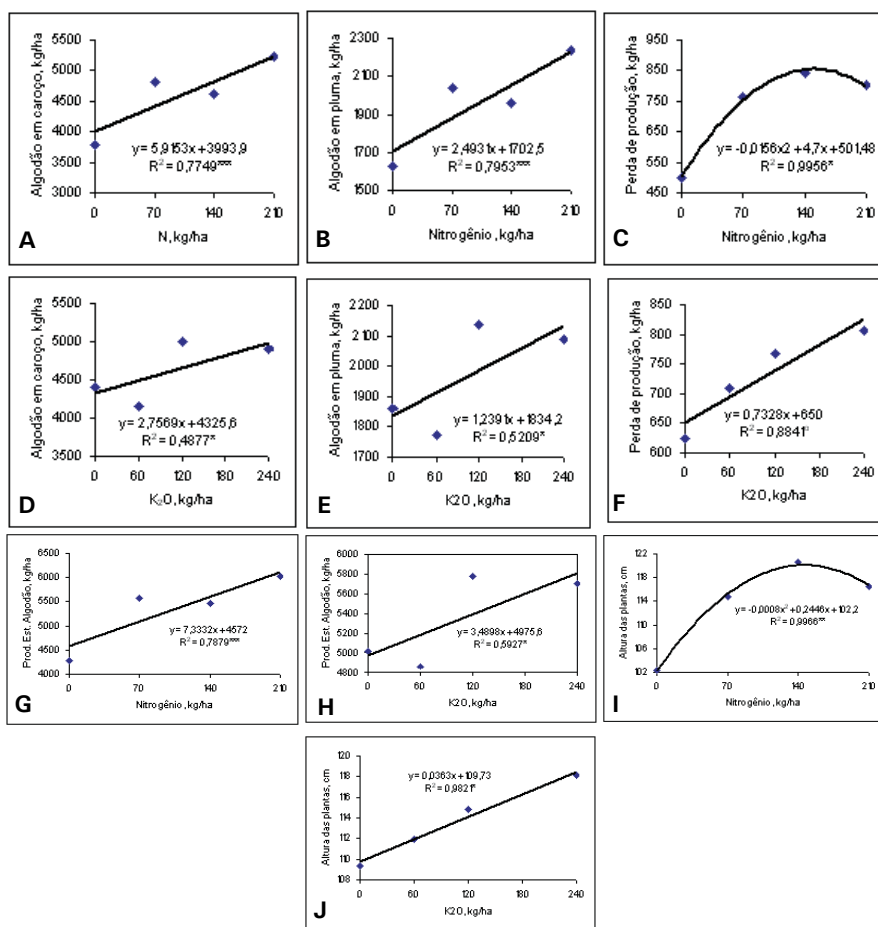 Algodão em caroço, kg/ha
5500
5000
4500
4000
3500
3000
y = 5,9153x + 3993,9
R² = 0,7749***
0 70 140 210
N, kg/ha
A
Algodão em pluma, kg/ha
2300
2100
1900
1700
1500
y = 2,4931x + 1702,5
R² = 0,7953***
0 70 140 210
Nitrogênio, kg/ha
B
Perda de produção, kg/ha
1050
950
850
750
650
550
450
y = -0,0156x2 + 4,7x + 501,48
R² = 0,9956*
0 70 140 210
Nitrogênio, kg/ha
C
Algodão em caroço, kg/ha
5500
5000
4500
4000
3500
y = 2,7569x + 4325,6
R² = 0,4877*
0 60 120 180 240
K₂O, kg/ha
D
Algodão em pluma, kg/ha
2200
2100
2000
1900
1800
1700
y = 1,2391x + 1834,2
R² = 0,5209*
0 60 120 180 240
K2O, kg/ha
E
Perda de produção, kg/ha
850
800
750
700
650
600
y = 0,7328x + 650
R² = 0,8841
0 60 120 180 240
K2O, kg/ha
F
Prod. Est. Algodão, kg/ha
6500
6000
5500
5000
4500
4000
y = 7,3332x + 4572
R² = 0,7879***
0 70 140 210
Nitrogênio, kg/ha
G
Prod. Est. Algodão, kg/ha
6000
5800
5600
5400
5200
5000
4800
y = 3,4898x + 4975,6
R² = 0,5927*
0 60 120 180 240
K2O, kg/ha
H
Altura das plantas, cm
122
118
114
110
106
102
y = -0,0008x² + 0,2446x + 102,2
R² = 0,9966**
0 70 140 210
Nitrogênio, kg/ha
I
Altura das plantas, cm
120
118
116
114
112
110
108
y = 0,0363x + 109,73
R² = 0,9821*
0 60 120 180 240
K2O, kg/ha
J